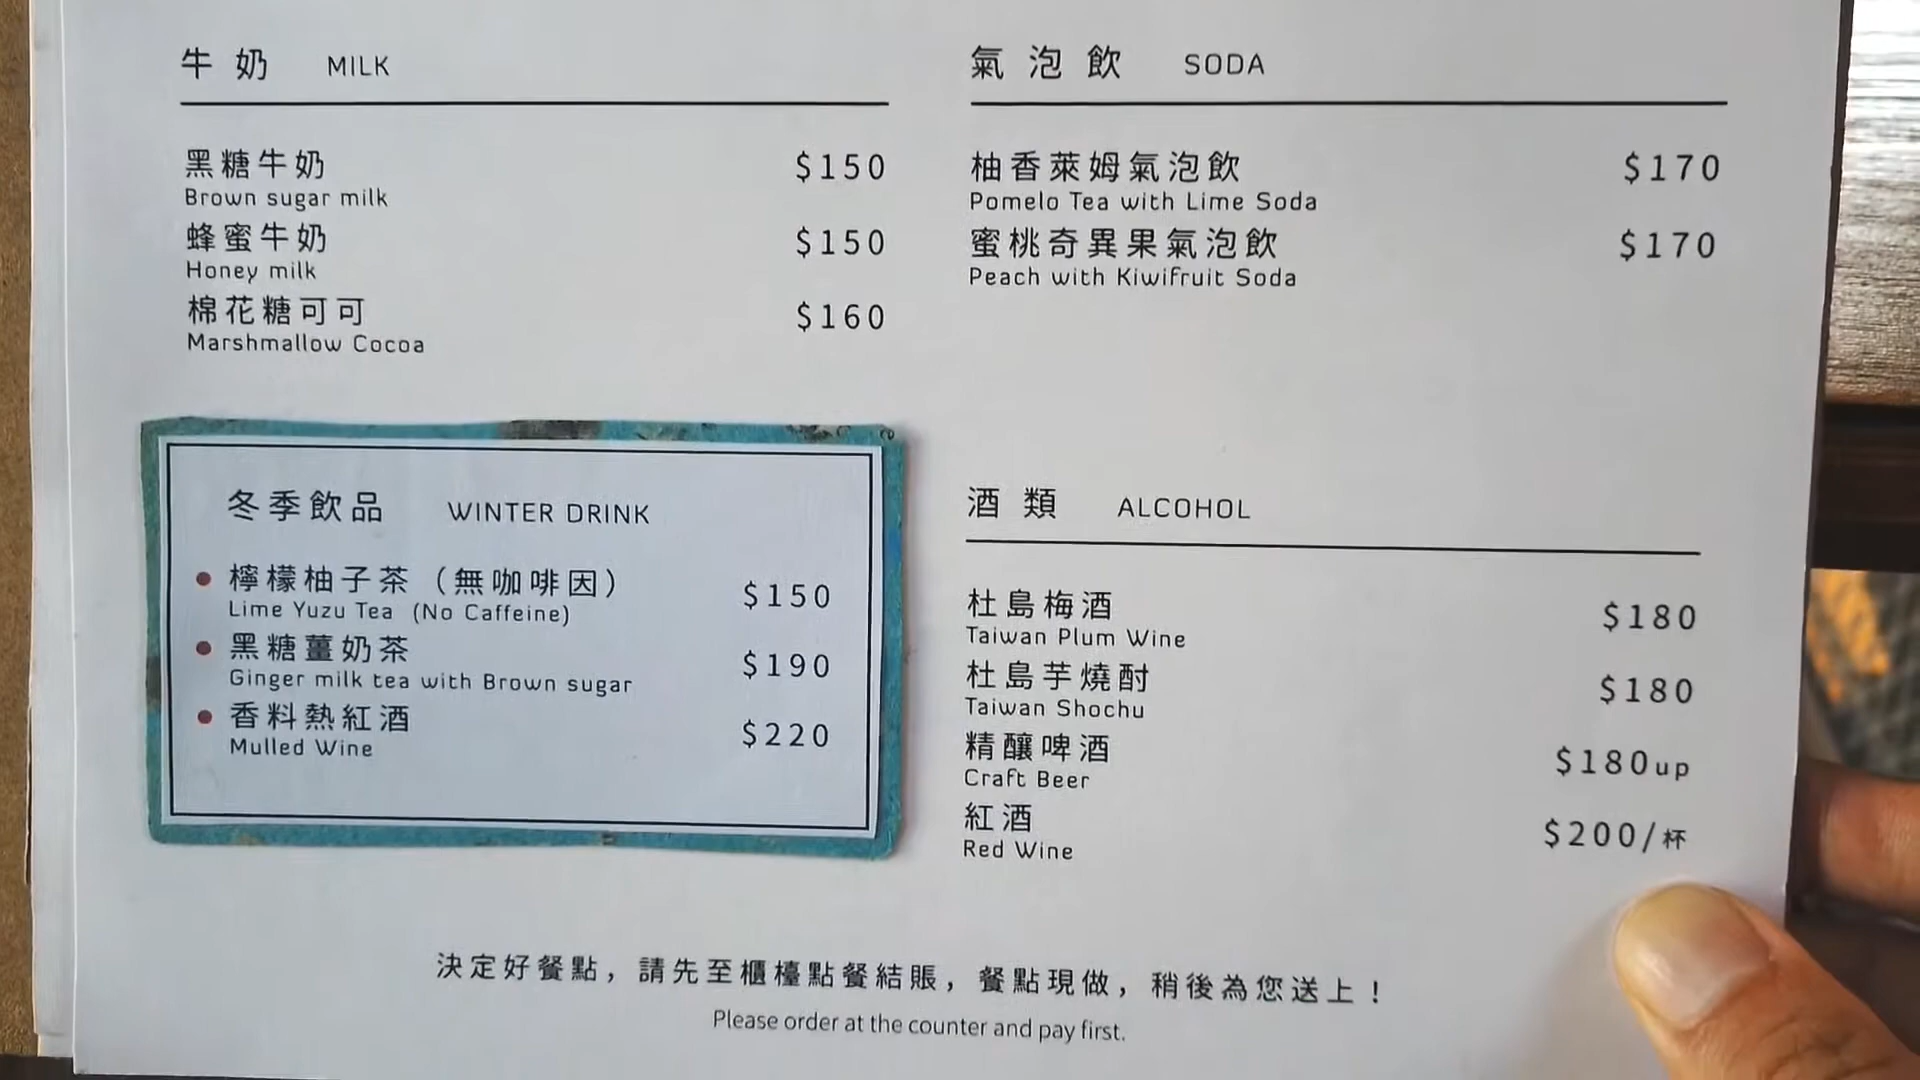 牛奶 MILK
黑糖牛奶 $150
Brown sugar milk
蜂蜜牛奶 $150
Honey milk
棉花糖可可 $160
Marshmallow Cocoa
氣泡飲 SODA
柚香萊姆氣泡飲 $170
Pomelo Tea with Lime Soda
蜜桃奇異果氣泡飲 $170
Peach with Kiwifruit Soda
冬季飲品 WINTER DRINK
檸檬柚子茶（無咖啡因） $150
Lime Yuzu Tea (No Caffeine)
黑糖薑奶茶 $190
Ginger milk tea with Brown sugar
香料熱紅酒 $220
Mulled Wine
酒類 ALCOHOL
杜島梅酒 $180
Taiwan Plum Wine
杜島芋燒酎 $180
Taiwan Shochu
精釀啤酒 $180up
Craft Beer
紅酒 $200/杯
Red Wine
決定好餐點，請先至櫃檯點餐結賬，餐點現做，稍後為您送上！
Please order at the counter and pay first.